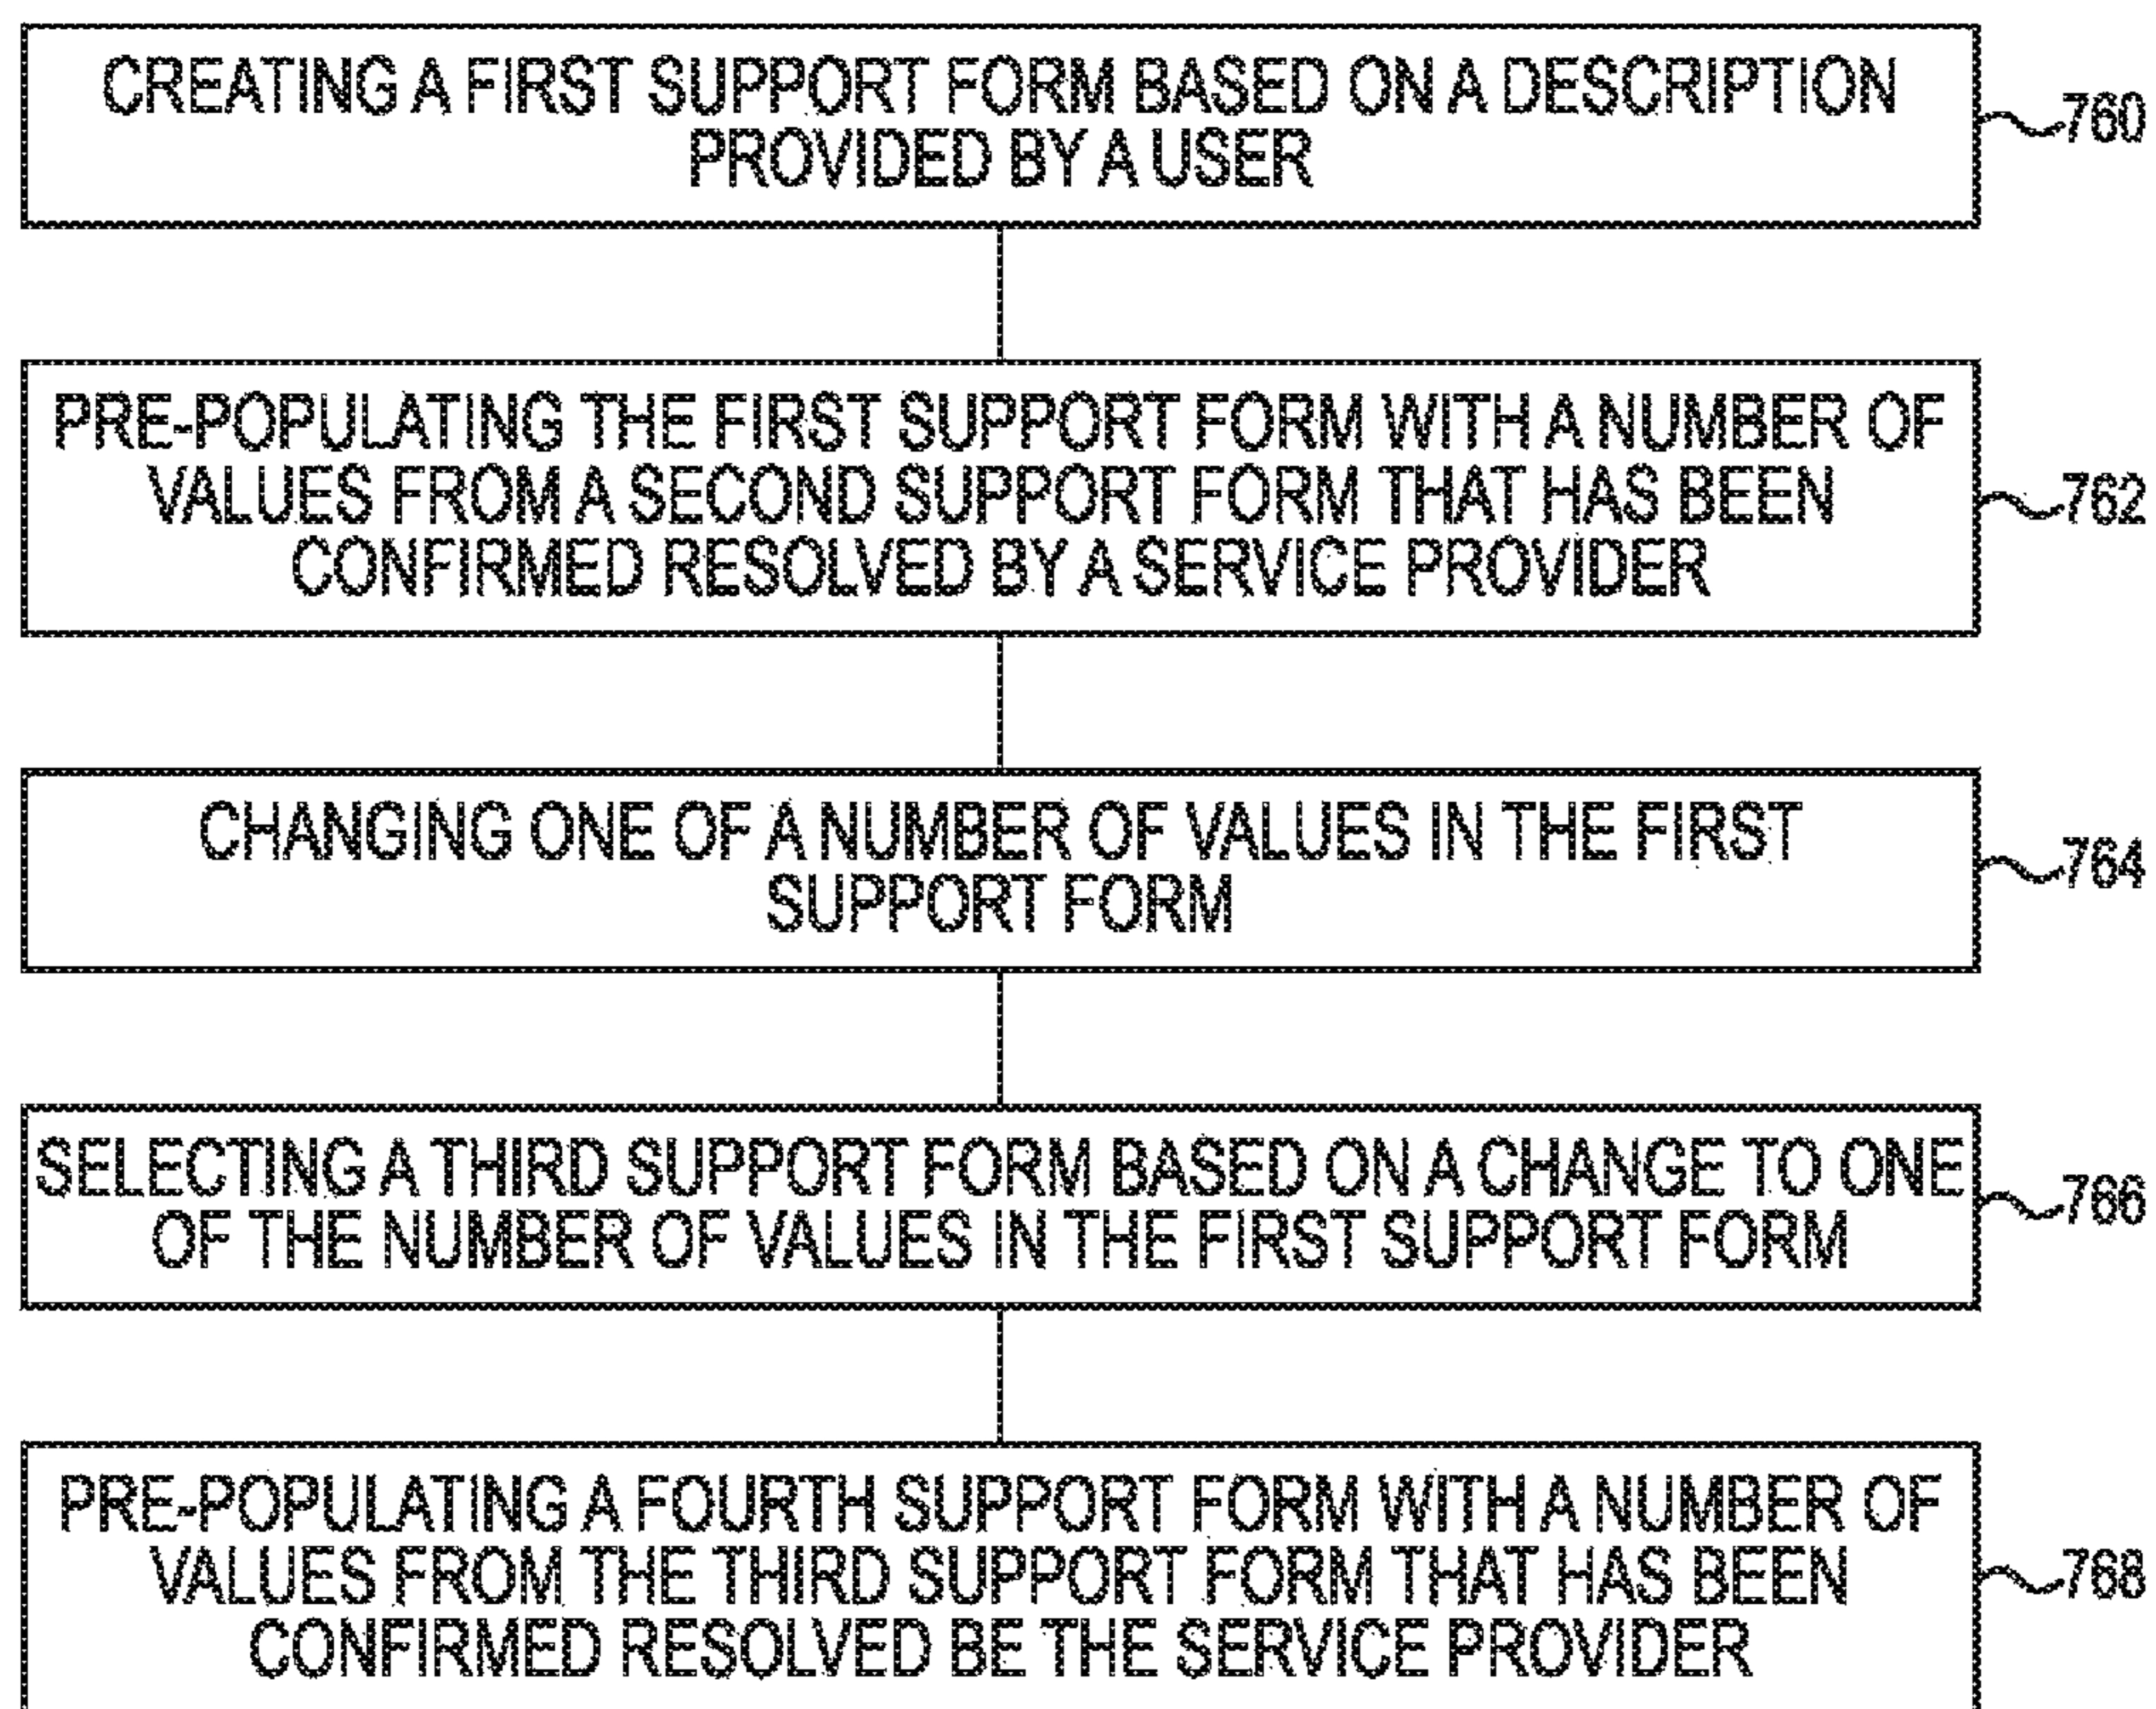 CREATING A FIRST SUPPORT FORM BASED ON A DESCRIPTION
PROVIDED BY A USER
760
PRE-POPULATING THE FIRST SUPPORT FORM WITH A NUMBER OF
VALUES FROM A SECOND SUPPORT FORM THAT HAS BEEN
CONFIRMED RESOLVED BY A SERVICE PROVIDER
762
CHANGING ONE OF A NUMBER OF VALUES IN THE FIRST
SUPPORT FORM
764
SELECTING A THIRD SUPPORT FORM BASED ON A CHANGE TO ONE
OF THE NUMBER OF VALUES IN THE FIRST SUPPORT FORM
766
PRE-POPULATING A FOURTH SUPPORT FORM WITH A NUMBER OF
VALUES FROM THE THIRD SUPPORT FORM THAT HAS BEEN
CONFIRMED RESOLVED BE THE SERVICE PROVIDER
768